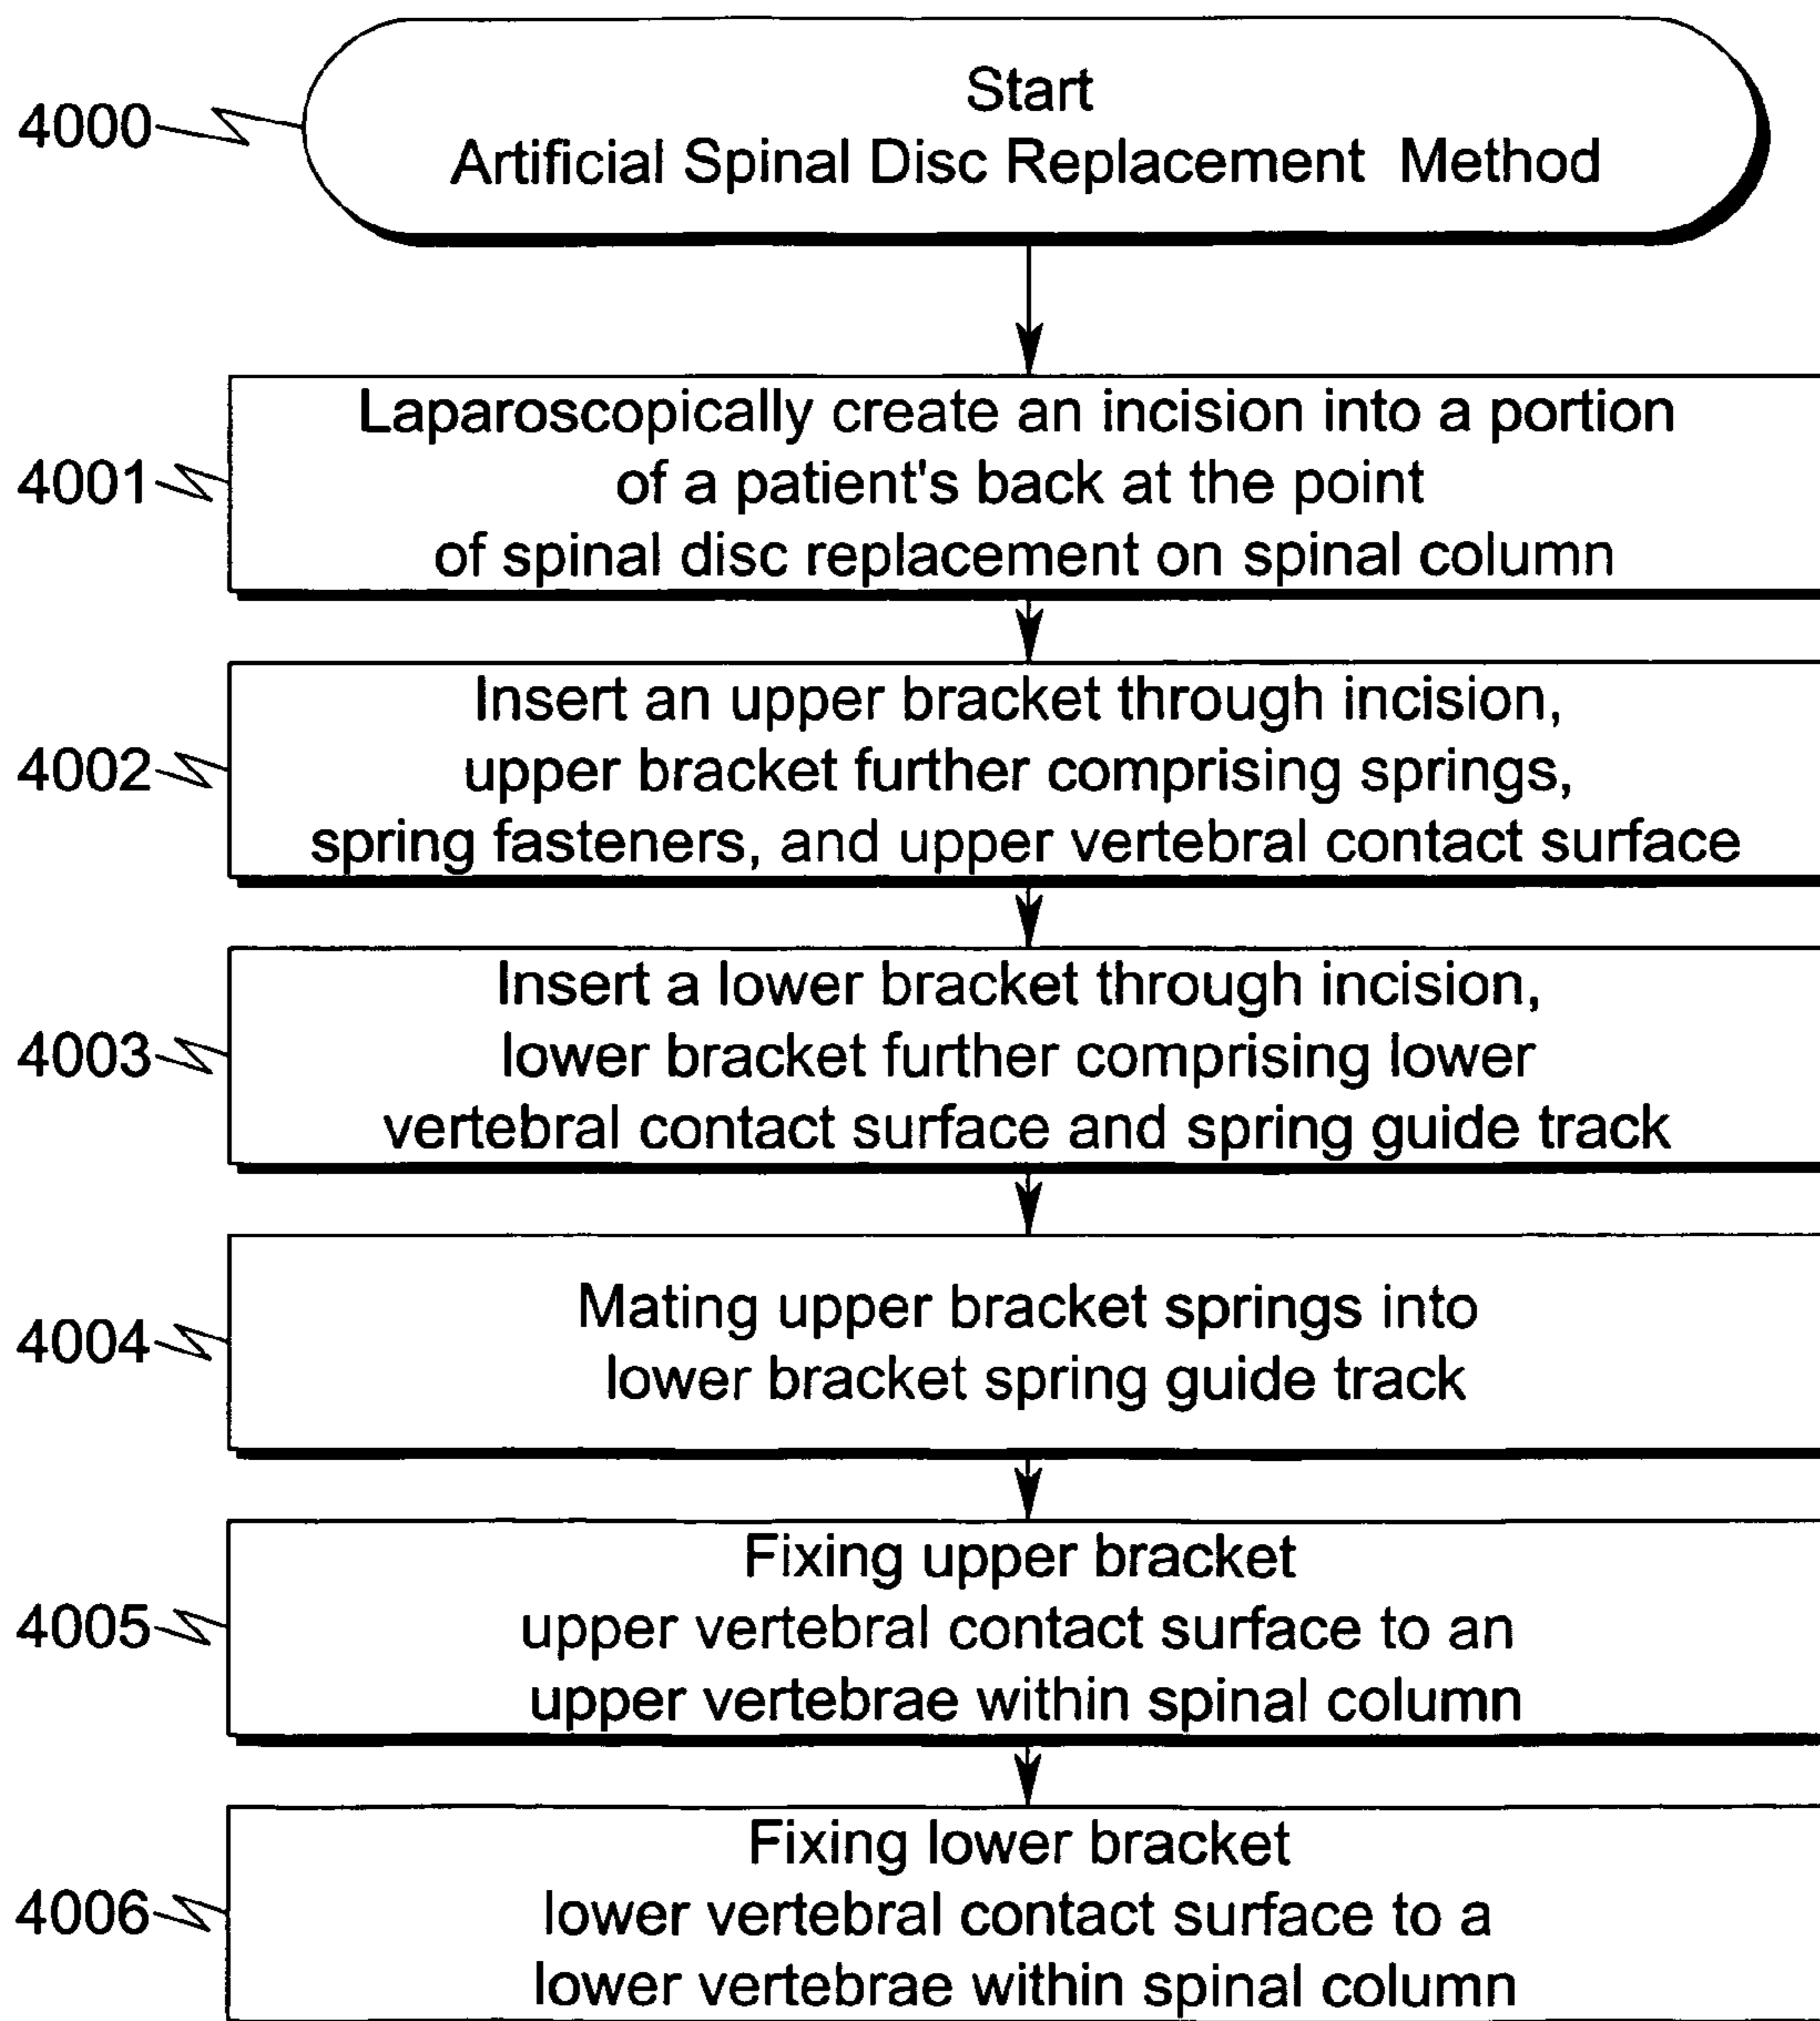 4000
Start
Artificial Spinal Disc Replacement Method
4001
Laparoscopically create an incision into a portion
of a patient's back at the point
of spinal disc replacement on spinal column
4002
Insert an upper bracket through incision,
upper bracket further comprising springs,
spring fasteners, and upper vertebral contact surface
4003
Insert a lower bracket through incision,
lower bracket further comprising lower
vertebral contact surface and spring guide track
4004
Mating upper bracket springs into
lower bracket spring guide track
4005
Fixing upper bracket
upper vertebral contact surface to an
upper vertebrae within spinal column
4006
Fixing lower bracket
lower vertebral contact surface to a
lower vertebrae within spinal column